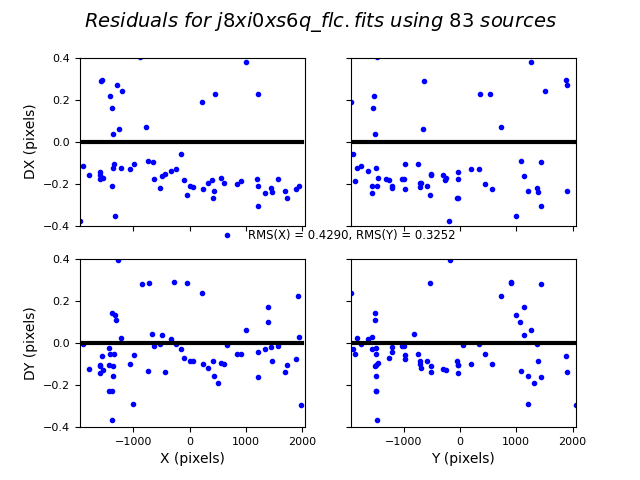 Residuals for j8xi0xs6q_flc.fits using 83 sources
0.4
0.2
0.0
−0.2
−0.4
DX (pixels)
RMS(X) = 0.4290, RMS(Y) = 0.3252
0.4
0.2
0.0
−0.2
−0.4
DY (pixels)
−1000 0 1000 2000
−1000 0 1000 2000
X (pixels)
Y (pixels)